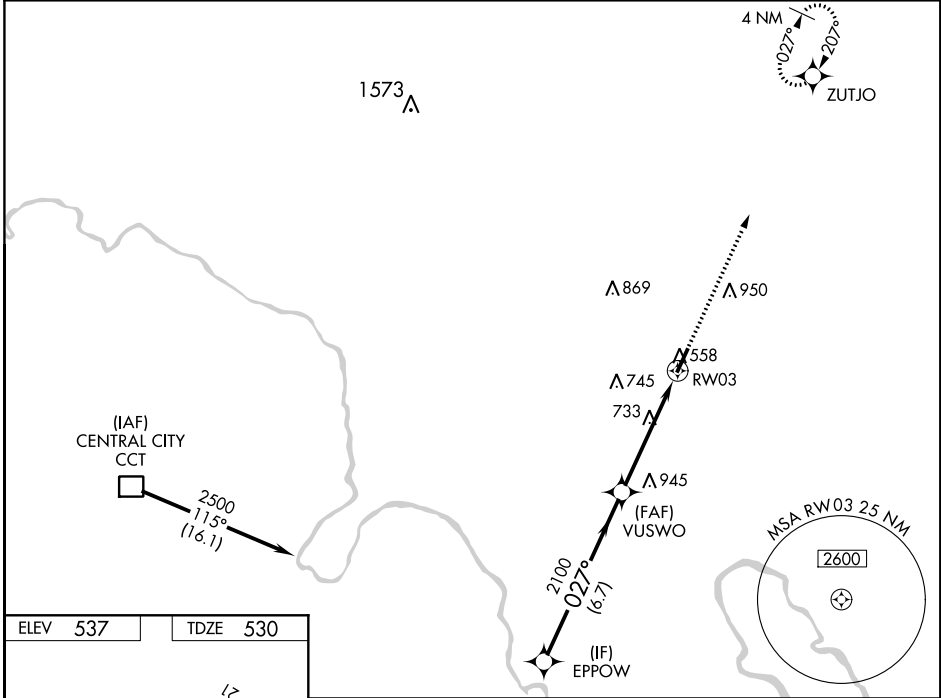 4 NM
027°
207°
ZUTJO
1573
869
950
558
RW03
745
733
(IAF)
CENTRAL CITY
CCT
2500
115°
(16.1)
945
(FAF)
VUSWO
MSA RW03 25 NM
2600
2100
027°
(6.7)
(IF)
EPPOW
ELEV 537
TDZE 530
21